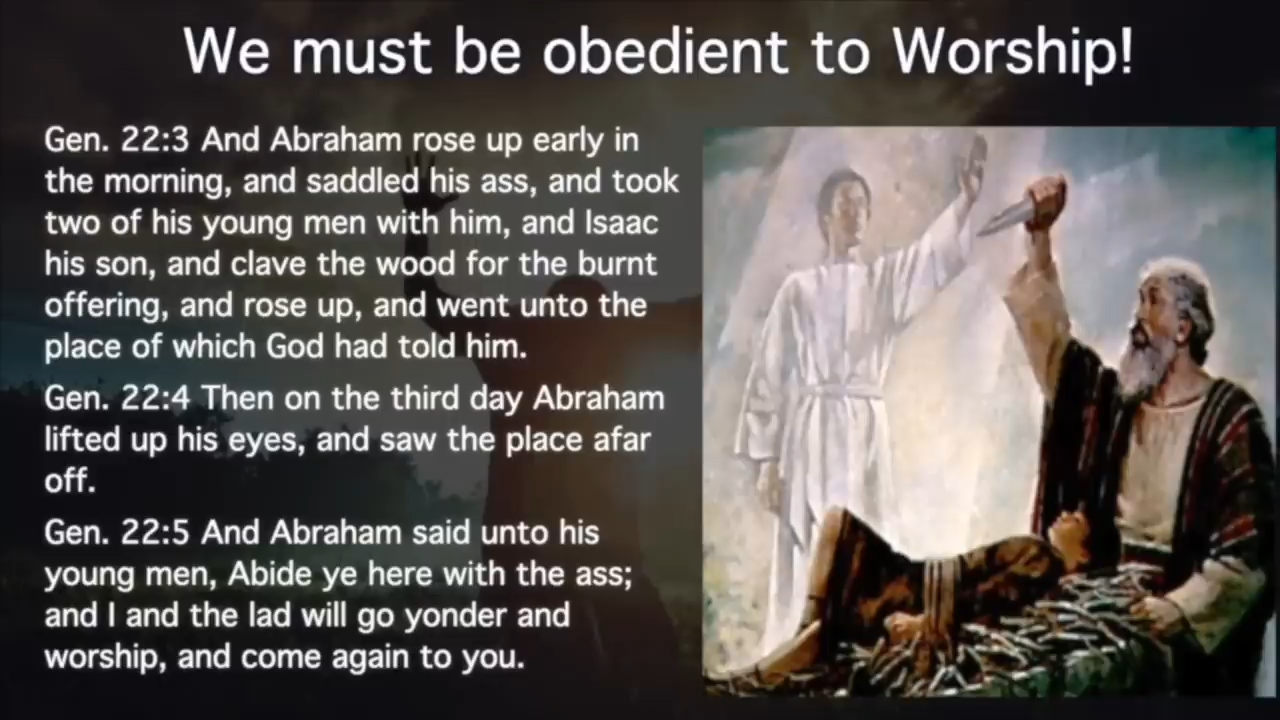 We must be obedient to Worship!
Gen. 22:3 And Abraham rose up early in
the morning, and saddled his ass, and took
two of his young men with him, and Isaac
his son, and clave the wood for the burnt
offering, and rose up, and went unto the
place of which God had told him.
Gen. 22:4 Then on the third day Abraham
lifted up his eyes, and saw the place afar
off.
Gen. 22:5 And Abraham said unto his
young men, Abide ye here with the ass;
and I and the lad will go yonder and
worship, and come again to you.